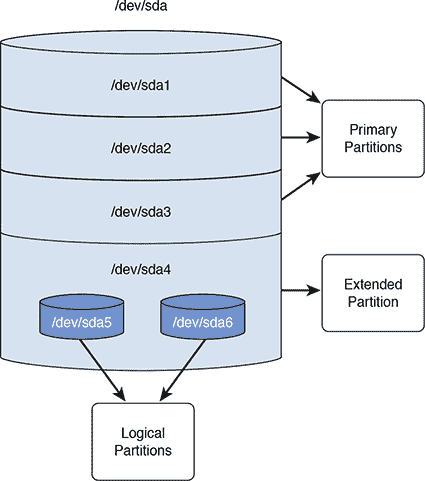 /dev/sda
/dev/sda1
/dev/sda2
/dev/sda3
/dev/sda4
/dev/sda5
/dev/sda6
Primary
Partitions
Extended
Partition
Logical
Partitions